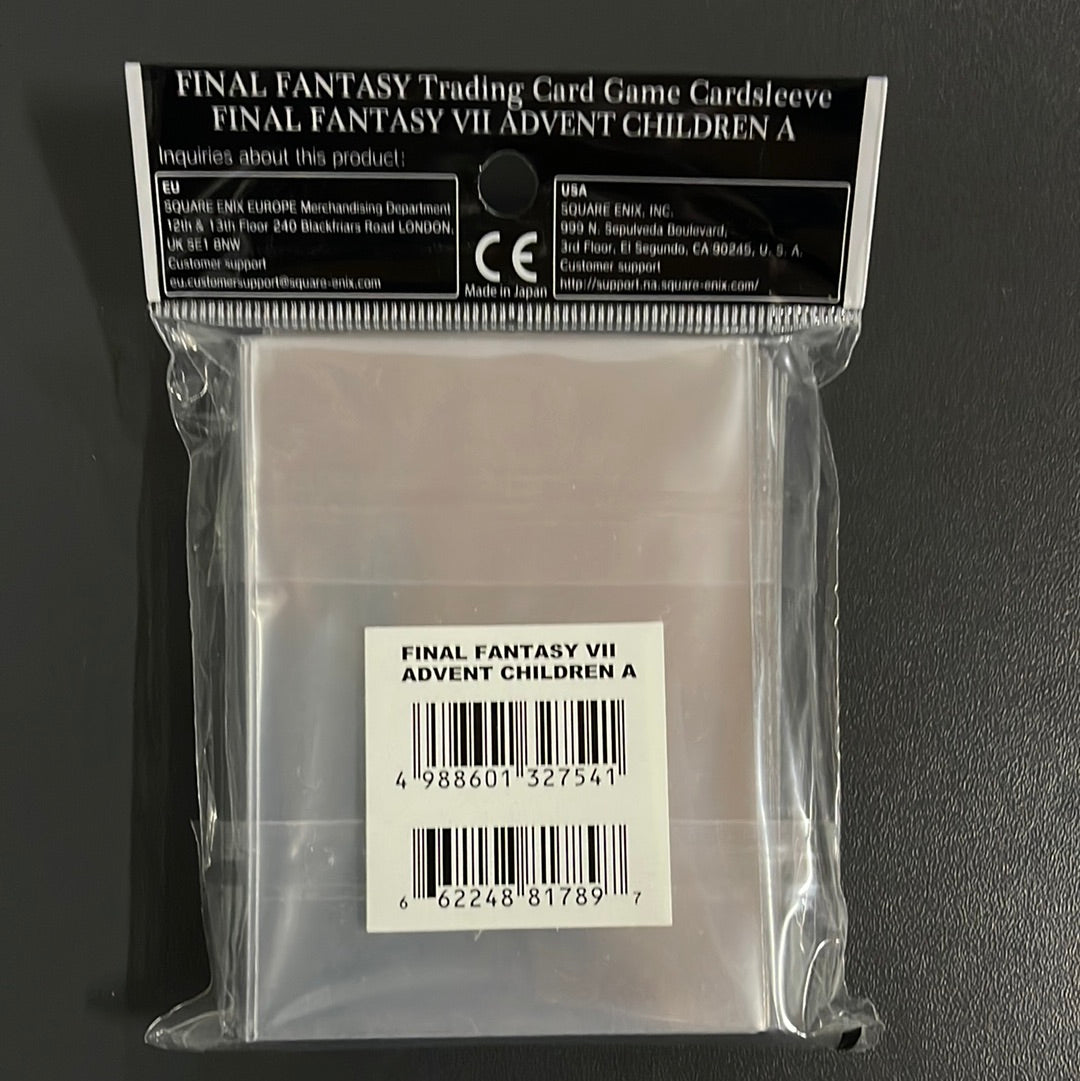 FINAL FANTASY Trading Card Game Cardsleeve
FINAL FANTASY VII ADVENT CHILDREN A
Inquiries about this product:
EU
SQUARE ENIX EUROPE Merchandising Department
12th & 13th Floor 240 Blackfriars Road LONDON,
UK SE1 8NW
Customer support
eu.customersupport@square-enix.com
CE
Made in Japan
USA
SQUARE ENIX, INC.
999 N. Sepulveda Boulevard,
3rd Floor, El Segundo, CA 90245, U. S. A.
Customer support
http://support.na.square-enix.com/
FINAL FANTASY VII
ADVENT CHILDREN A
4 988601 327541
6 62248 81789 7